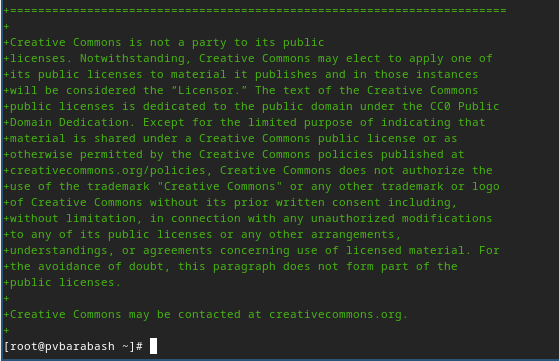 +=======================================================================
+
+Creative Commons is not a party to its public
+licenses. Notwithstanding, Creative Commons may elect to apply one of
+its public licenses to material it publishes and in those instances
+will be considered the “Licensor.” The text of the Creative Commons
+public licenses is dedicated to the public domain under the CC0 Public
+Domain Dedication. Except for the limited purpose of indicating that
+material is shared under a Creative Commons public license or as
+otherwise permitted by the Creative Commons policies published at
+creativecommons.org/policies, Creative Commons does not authorize the
+use of the trademark "Creative Commons" or any other trademark or logo
+of Creative Commons without its prior written consent including,
+without limitation, in connection with any unauthorized modifications
+to any of its public licenses or any other arrangements,
+understandings, or agreements concerning use of licensed material. For
+the avoidance of doubt, this paragraph does not form part of the
+public licenses.
+
+Creative Commons may be contacted at creativecommons.org.
+
[root@pvbarabash ~]#